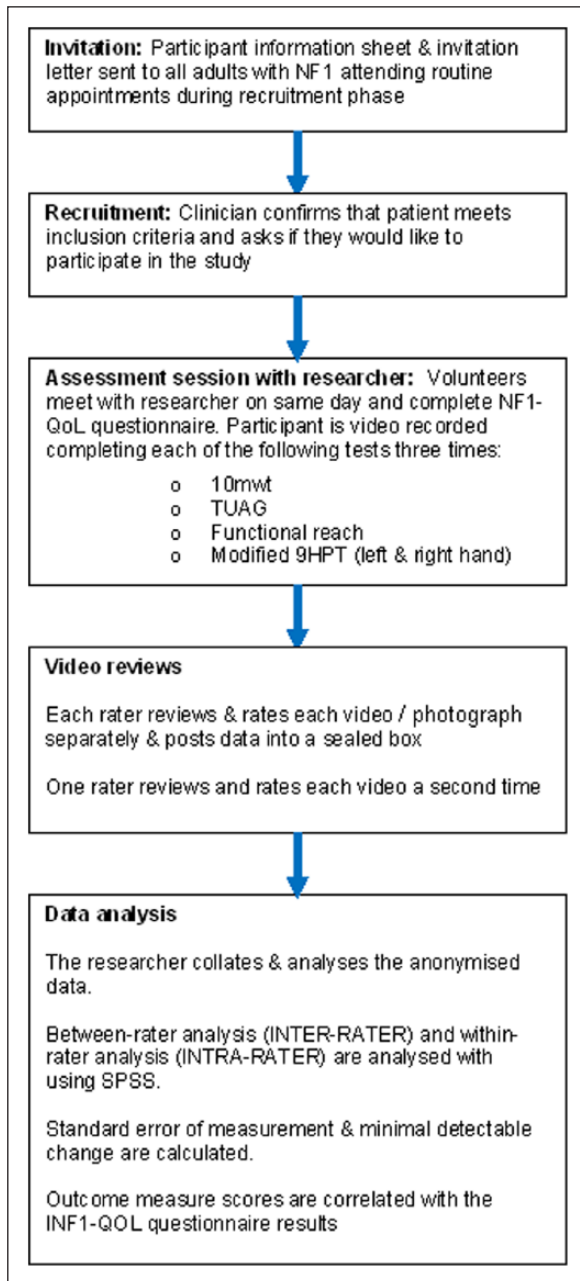 Invitation: Participant information sheet & invitation
letter sent to all adults with NF1 attending routine
appointments during recruitment phase
Recruitment: Clinician confirms that patient meets
inclusion criteria and asks if they would like to
participate in the study
Assessment session with researcher: Volunteers
meet with researcher on same day and complete NF1-
QoL questionnaire. Participant is video recorded
completing each of the following tests three times:
o 10mwt
o TUAG
o Functional reach
o Modified 9HPT (left & right hand)
Video reviews
Each rater reviews & rates each video / photograph
separately & posts data into a sealed box
One rater reviews and rates each video a second time
Data analysis
The researcher collates & analyses the anonymised
data.
Between-rater analysis (INTER-RATER) and within-
rater analysis (INTRA-RATER) are analysed with
using SPSS.
Standard error of measurement & minimal detectable
change are calculated.
Outcome measure scores are correlated with the
INF1-QOL questionnaire results